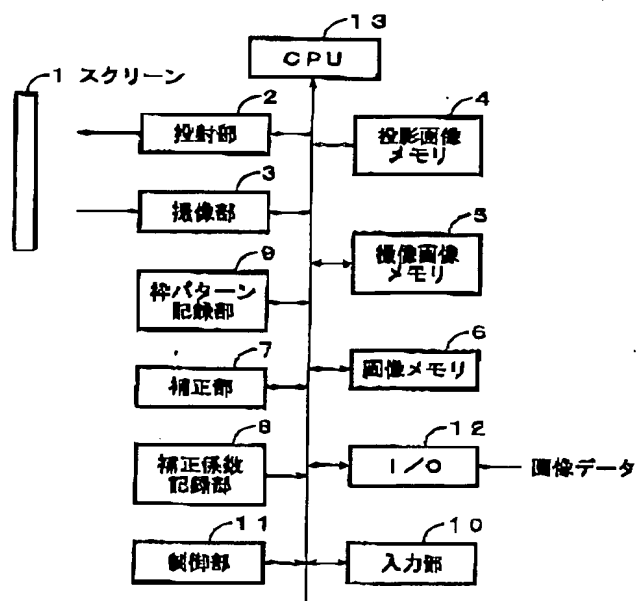 13
CPU
1 スクリーン
2
投射部
4
投影画像
メモリ
3
撮像部
5
撮像画像
メモリ
9
枠パターン
記録部
6
画像メモリ
7
補正部
12
I/O
画像データ
8
補正係数
記録部
11
制御部
10
入力部